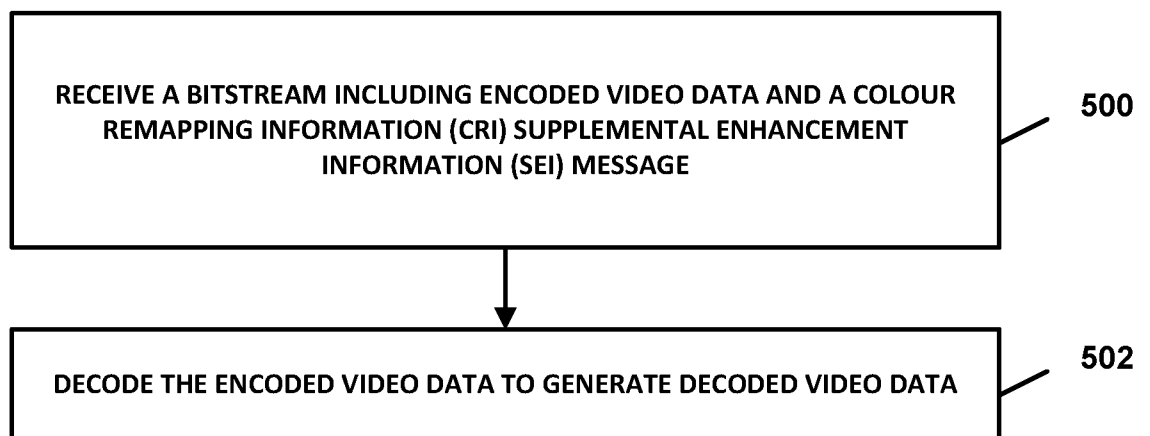 RECEIVE A BITSTREAM INCLUDING ENCODED VIDEO DATA AND A COLOUR
REMAPPING INFORMATION (CRI) SUPPLEMENTAL ENHANCEMENT
INFORMATION (SEI) MESSAGE
500
DECODE THE ENCODED VIDEO DATA TO GENERATE DECODED VIDEO DATA
502